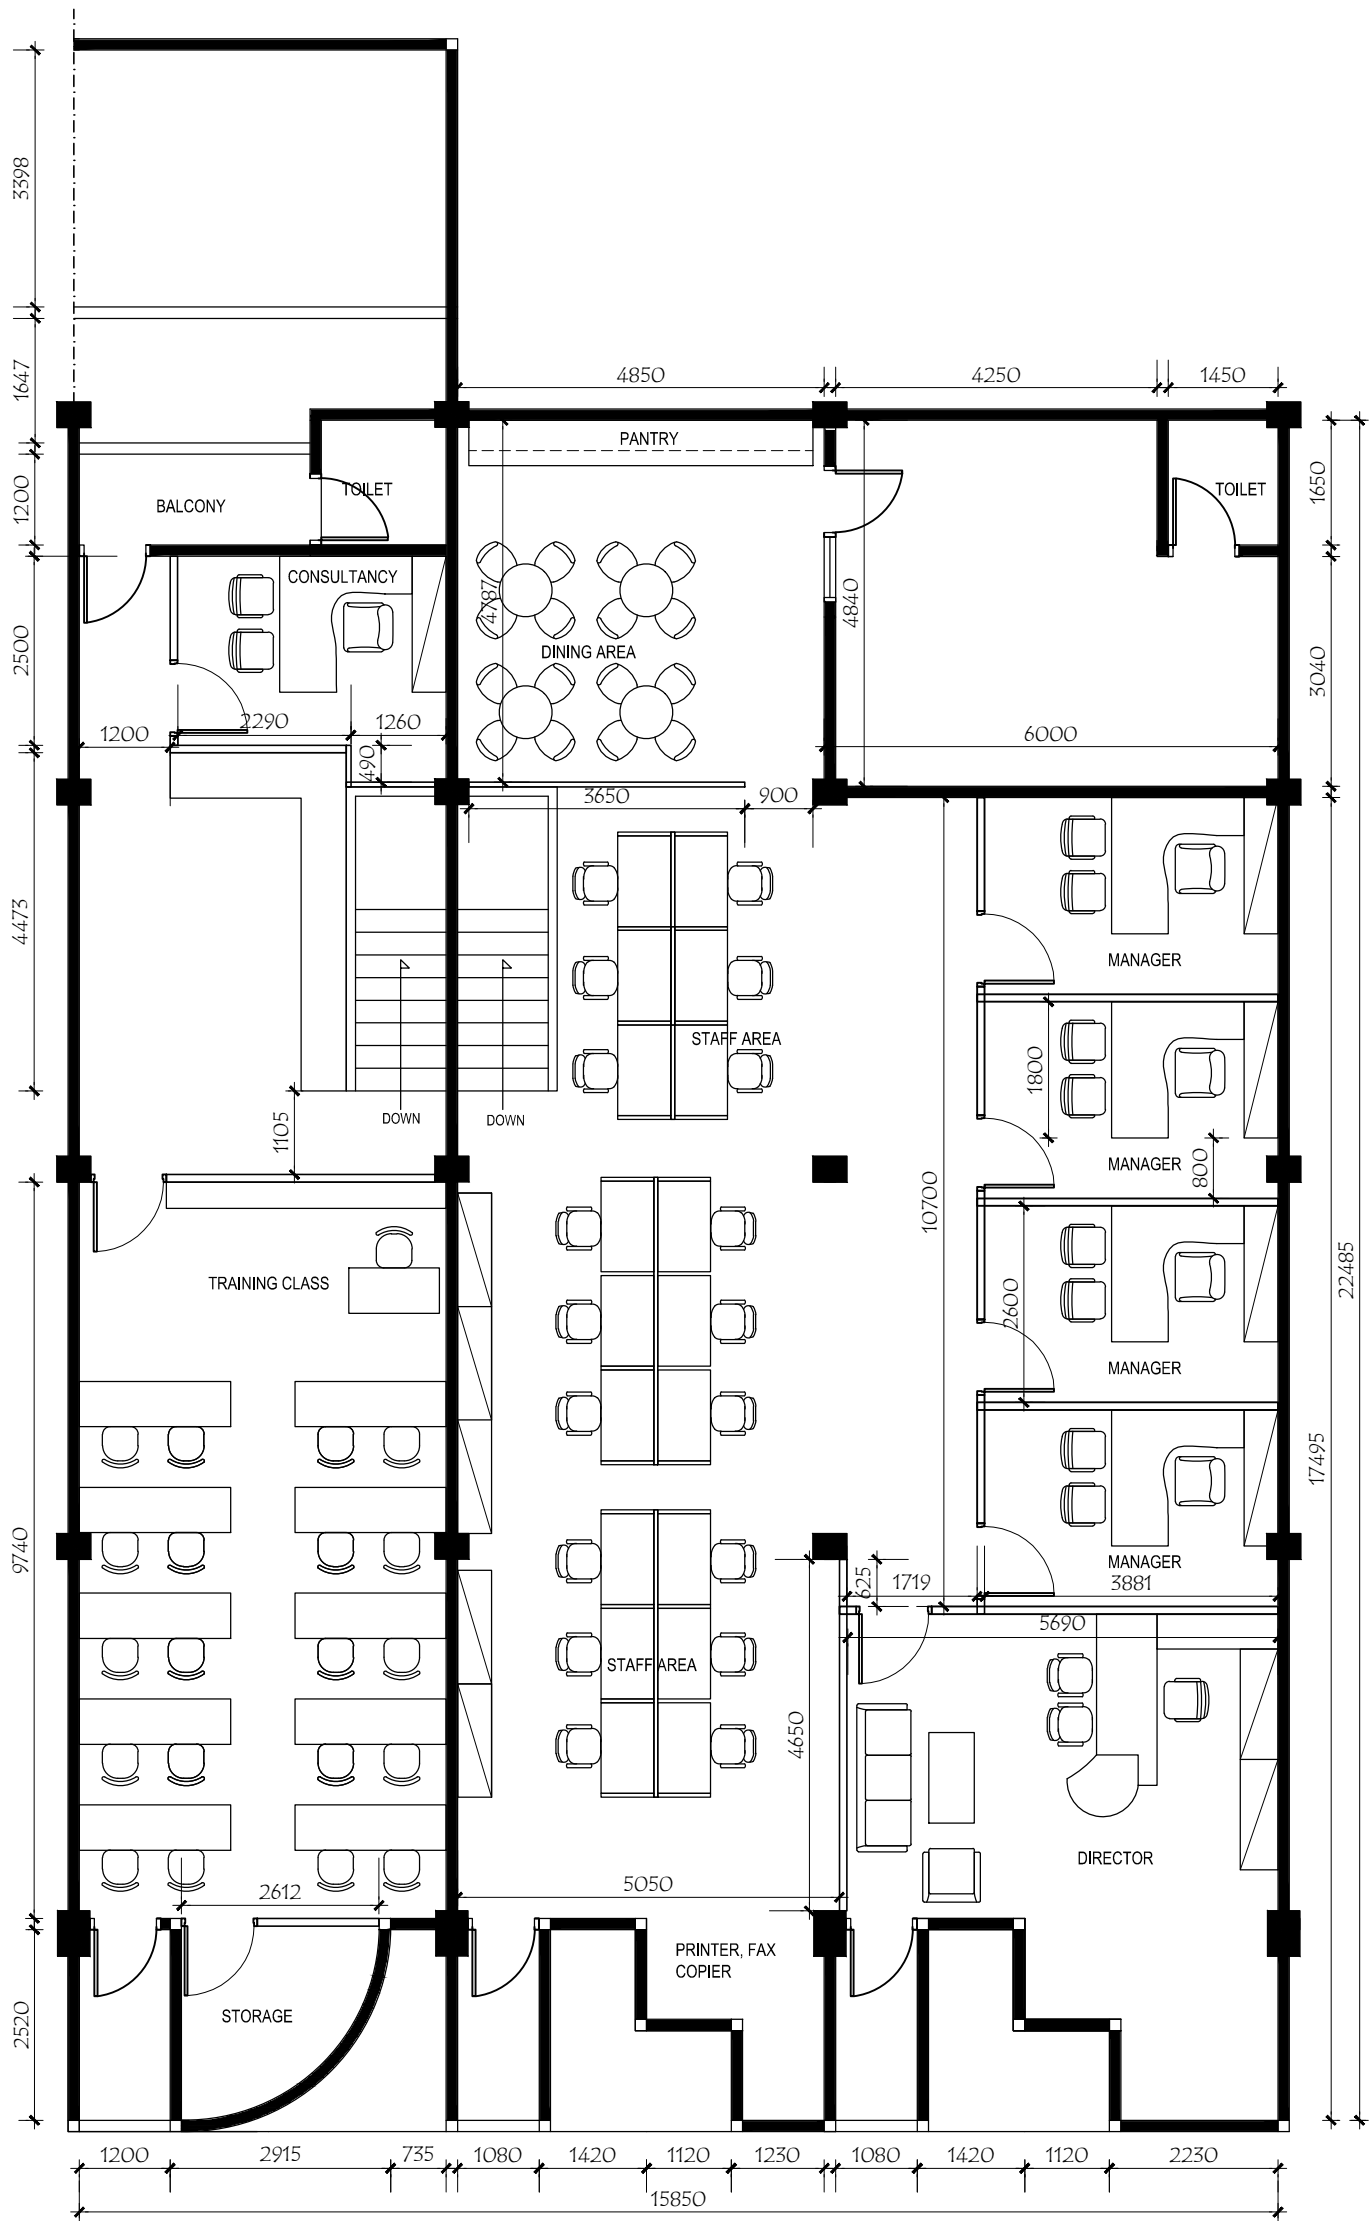 3398
1647
4850
4250
1450
PANTRY
TOILET
TOILET
BALCONY
1200
1650
CONSULTANCY
4787
4840
2500
DINING AREA
3040
1200
2290
1260
6000
490
3650
900
4473
MANAGER
STAFF AREA
1800
DOWN
DOWN
1105
MANAGER
800
10700
TRAINING CLASS
22485
2600
MANAGER
17495
9740
MANAGER
625
1719
3881
5690
STAFF AREA
4650
DIRECTOR
2612
5050
PRINTER, FAX
COPIER
STORAGE
2520
1200
2915
735
1080
1420
1120
1230
1080
1420
1120
2230
15850